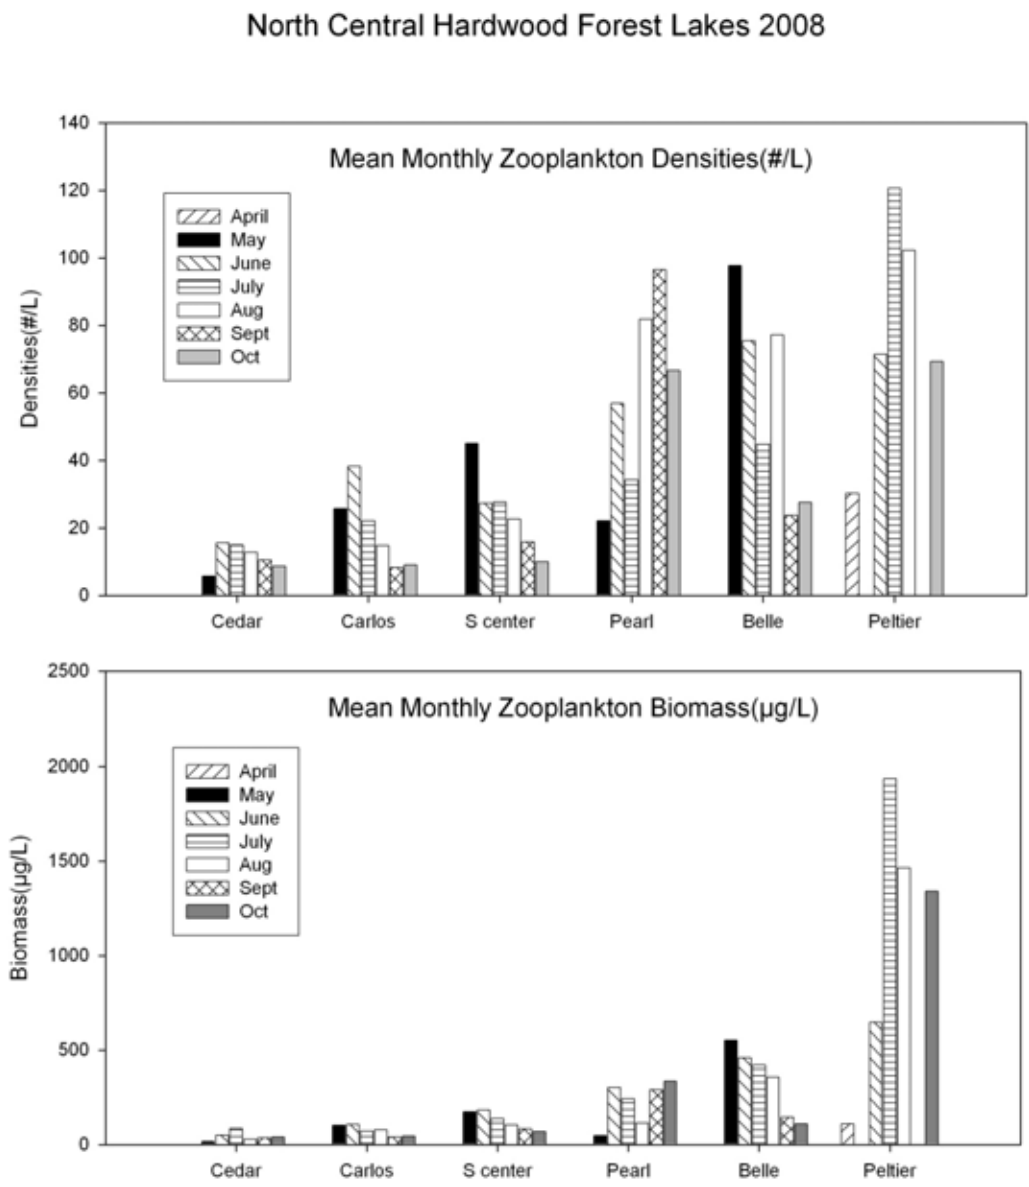 North Central Hardwood Forest Lakes 2008
Mean Monthly Zooplankton Densities(#/L)
Densities(#/L)
140
120
100
80
60
40
20
0
April
May
June
July
Aug
Sept
Oct
Cedar Carlos S center Pearl Belle Peltier
Mean Monthly Zooplankton Biomass(µg/L)
Biomass(µg/L)
2500
2000
1500
1000
500
0
April
May
June
July
Aug
Sept
Oct
Cedar Carlos S center Pearl Belle Peltier